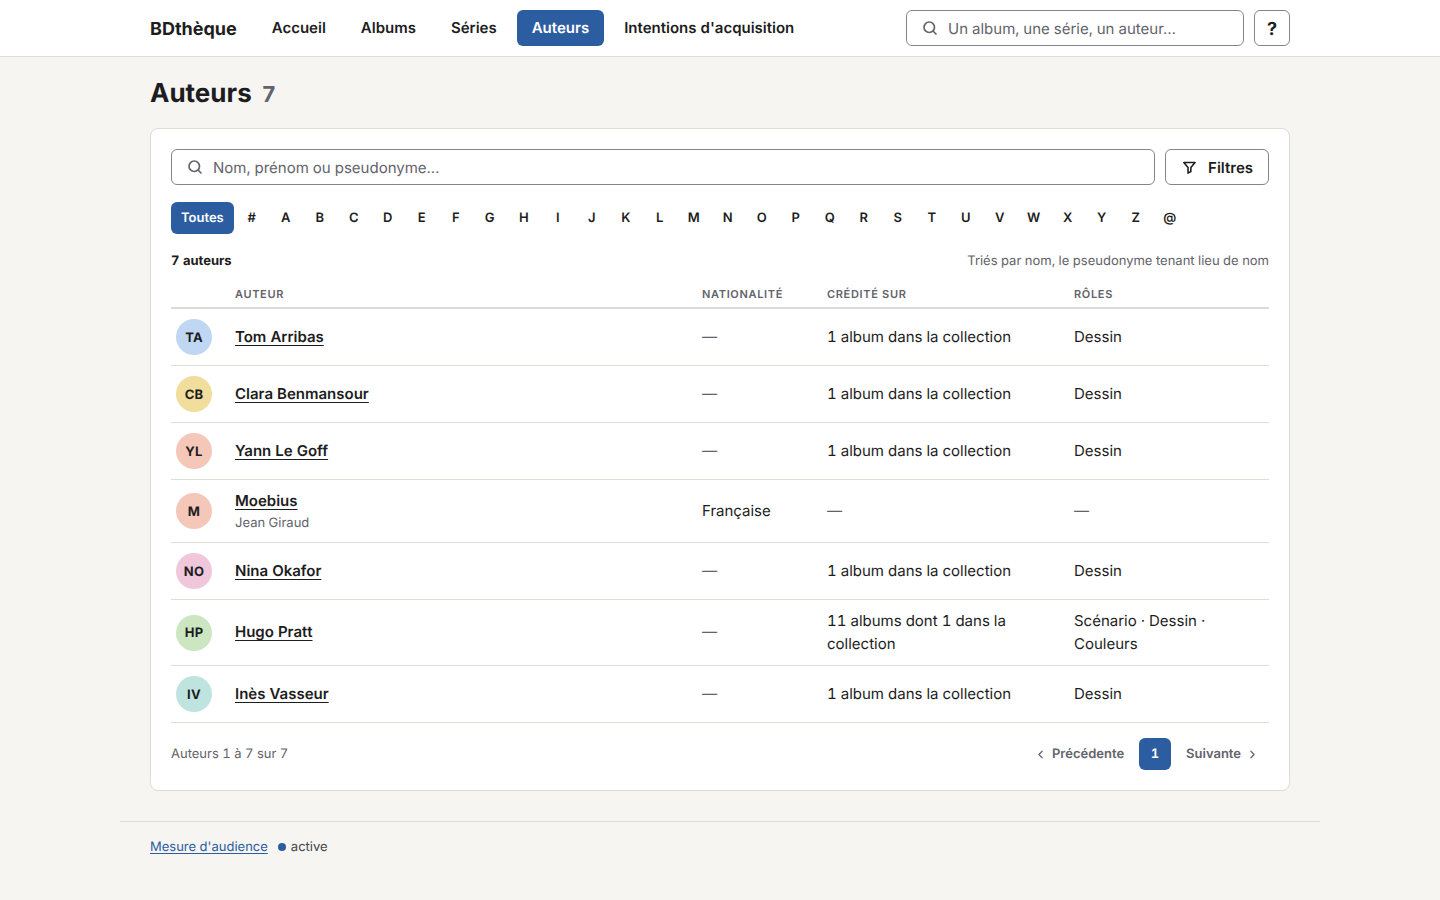 BDthèque Accueil Albums Séries Auteurs Intentions d'acquisition Un album, une série, un auteur... ?
Auteurs 7
Nom, prénom ou pseudonyme... Filtres
Toutes # A B C D E F G H I J K L M N O P Q R S T U V W X Y Z @
7 auteurs Triés par nom, le pseudonyme tenant lieu de nom
AUTEUR NATIONALITÉ CRÉDITÉ SUR RÔLES
TA Tom Arribas — 1 album dans la collection Dessin
CB Clara Benmansour — 1 album dans la collection Dessin
YL Yann Le Goff — 1 album dans la collection Dessin
M Moebius Française — —
Jean Giraud
NO Nina Okafor — 1 album dans la collection Dessin
HP Hugo Pratt — 11 albums dont 1 dans la Scénario · Dessin ·
collection Couleurs
IV Inès Vasseur — 1 album dans la collection Dessin
Auteurs 1 à 7 sur 7 ‹ Précédente 1 Suivante ›
Mesure d'audience active